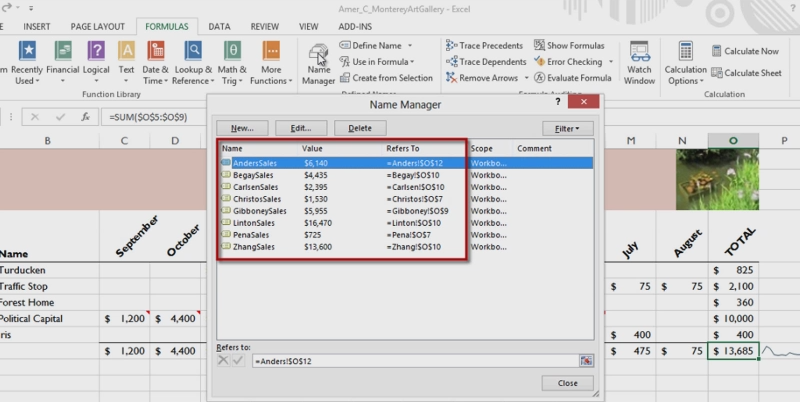 Amer_C_MontereyArtGallery - Excel
INSERT PAGE LAYOUT FORMULAS DATA REVIEW VIEW ADD-INS
Recently Used Financial Logical Text Date & Time Lookup & Reference Math & Trig More Functions
Function Library
Name Manager
Define Name
Use in Formula
Create from Selection
Trace Precedents
Trace Dependents
Remove Arrows
Show Formulas
Error Checking
Evaluate Formula
Watch Window
Calculation Options
Calculate Now
Calculate Sheet
Calculation
=SUM($O$5:$O$9)
Name Manager ?
New... Edit... Delete Filter
Name Value Refers To Scope Comment
AndersSales $6,140 =Anders!$O$12 Workbo...
BegaySales $4,435 =Begay!$O$10 Workbo...
CarlsenSales $2,395 =Carlsen!$O$10 Workbo...
ChristosSales $1,530 =Christos!$O$7 Workbo...
GibboneySales $5,955 =Gibboney!$O$9 Workbo...
LintonSales $16,470 =Linton!$O$10 Workbo...
PenaSales $725 =Pena!$O$7 Workbo...
ZhangSales $13,600 =Zhang!$O$10 Workbo...
Refers to:
=Anders!$O$12
Close
B C D M N O P
Name September October July August TOTAL
Turducken $ 825
Traffic Stop $ 75 $ 75 $ 2,100
Forest Home $ 360
Political Capital $ 1,200 $ 4,400 $ 10,000
ris $ 400 $ 400
$ 1,200 $ 4,400 $ 475 $ 75 $ 13,685